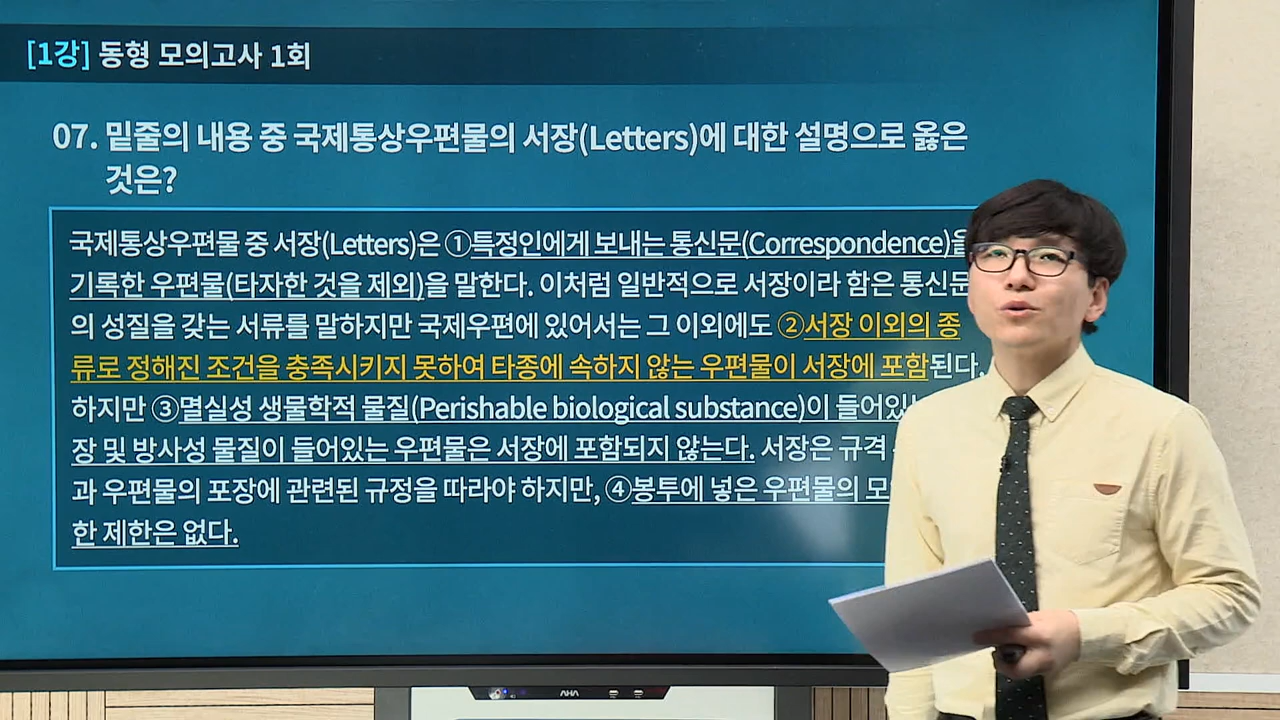 [1강] 동형 모의고사 1회
07. 밑줄의 내용 중 국제통상우편물의 서장(Letters)에 대한 설명으로 옳은
것은?
국제통상우편물 중 서장(Letters)은 ①특정인에게 보내는 통신문(Correspondence)을
기록한 우편물(타자한 것을 제외)을 말한다. 이처럼 일반적으로 서장이라 함은 통신문
의 성질을 갖는 서류를 말하지만 국제우편에 있어서는 그 이외에도 ②서장 이외의 종
류로 정해진 조건을 충족시키지 못하여 타종에 속하지 않는 우편물이 서장에 포함된다.
하지만 ③멸실성 생물학적 물질(Perishable biological substance)이 들어있
장 및 방사성 물질이 들어있는 우편물은 서장에 포함되지 않는다. 서장은 규격
과 우편물의 포장에 관련된 규정을 따라야 하지만, ④봉투에 넣은 우편물의
한 제한은 없다.
AHA